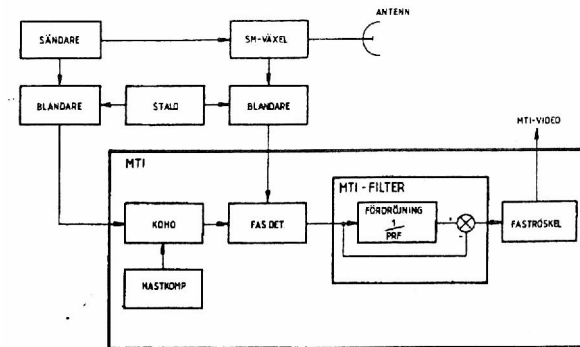 ANTENN
SÄNDARE
SM-VÄXEL
BLANDARE
STALO
BLANDARE
MTI-VIDEO
MTI
MTI - FILTER
FÖRDRÖJNING
1
PRF
+
-
KOHO
FAS DET
FASTRÖSKEL
HASTKOMP